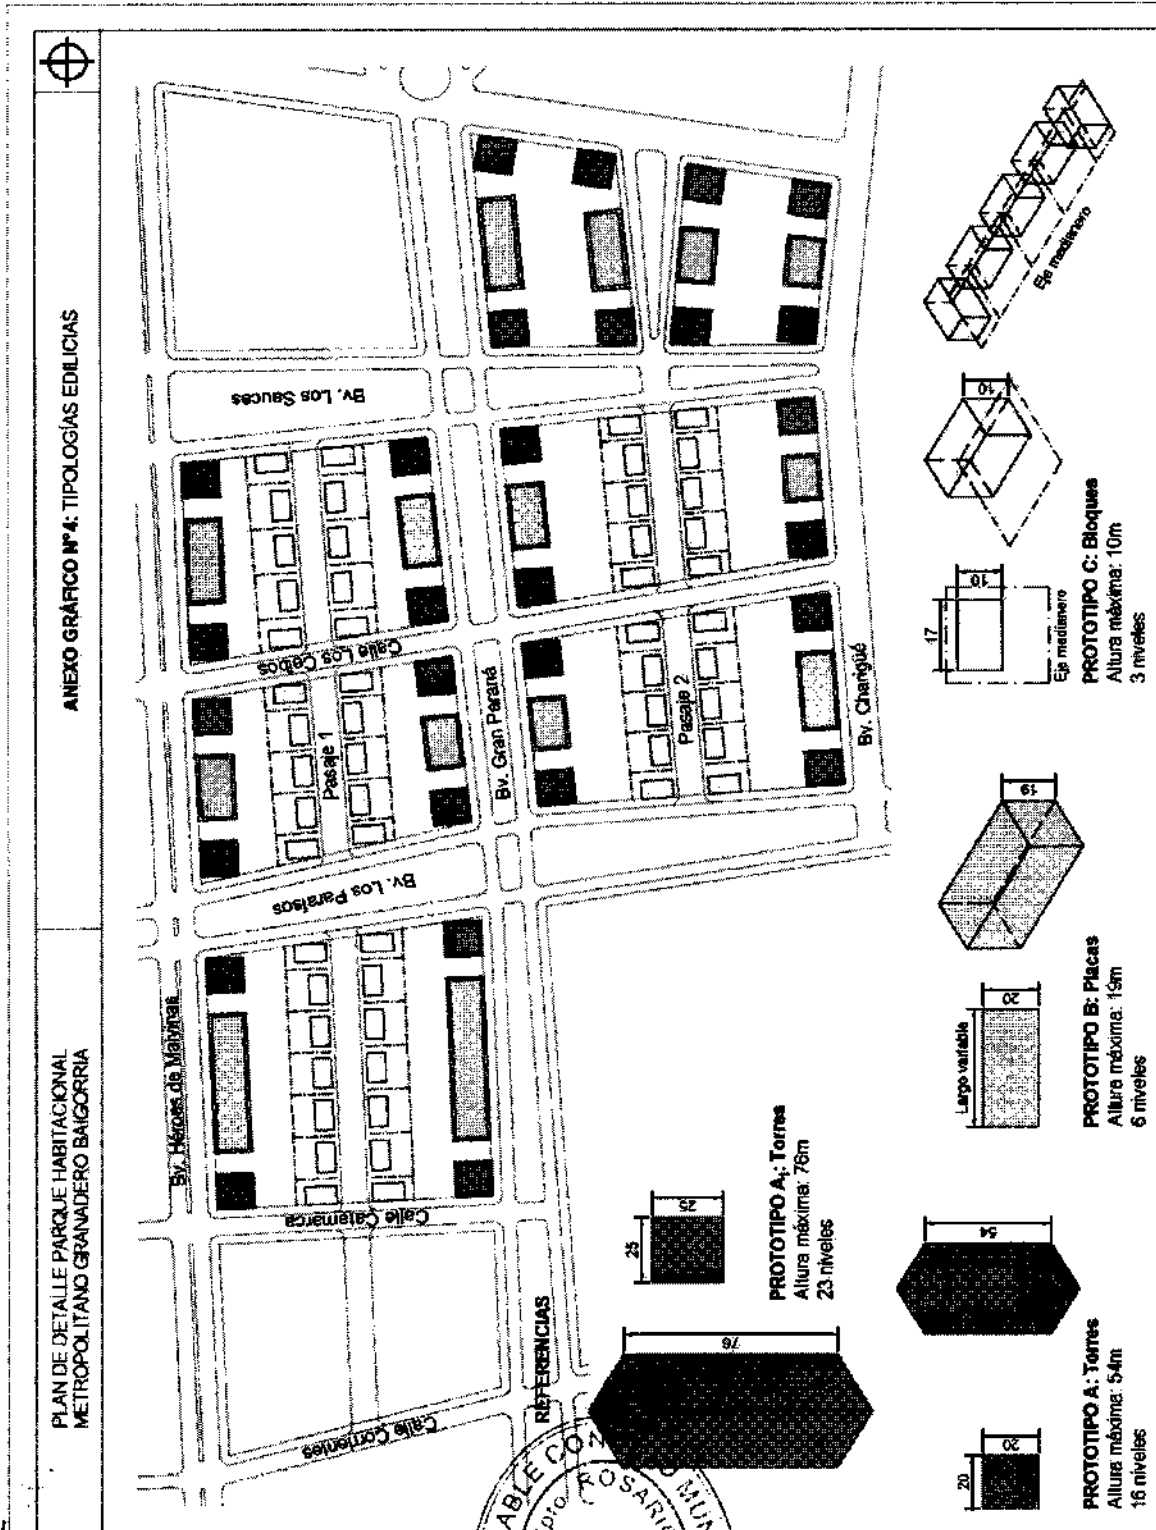 PLAN DE DETALLE PARQUE HABITACIONAL
METROPOLITANO GRANADERO BAIGORRIA
ANEXO GRÁFICO Nº4: TIPOLOGÍAS EDILICIAS
Bv. Héroes de Malvinas
Bv. Los Sauces
Calle Los Ceibos
Pasaje 1
Bv. Gran Paraná
Pasaje 2
Bv. Charigüé
Bv. Los Paraísos
Calle Catamarca
Calle Corrientes
REFERENCIAS
76
25
25
PROTOTIPO A1: Torres
Altura máxima: 76m
23 niveles
20
20
54
PROTOTIPO A: Torres
Altura máxima: 54m
16 niveles
Largo variable
20
19
PROTOTIPO B: Placas
Altura máxima: 19m
6 niveles
17
10
Eje medianero
10
Eje medianero
PROTOTIPO C: Bloques
Altura máxima: 10m
3 niveles
ROSARI